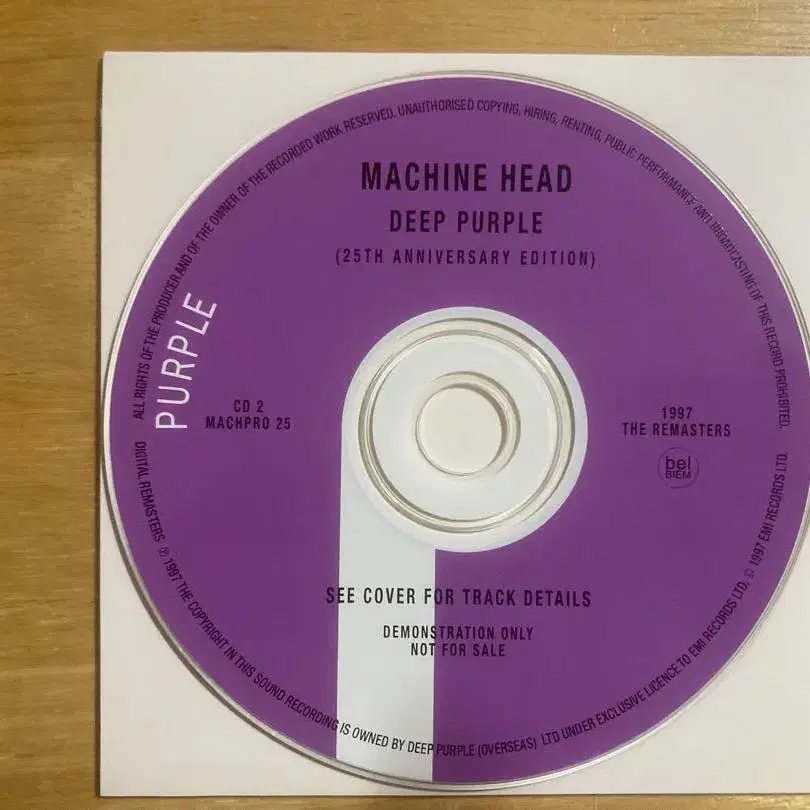 MACHINE HEAD
DEEP PURPLE
(25TH ANNIVERSARY EDITION)
PURPLE
CD 2
MACHPRO 25
1997
THE REMASTERS
bel
BIEM
SEE COVER FOR TRACK DETAILS
DEMONSTRATION ONLY
NOT FOR SALE
ALL RIGHTS OF THE PRODUCER AND OF THE OWNER OF THE RECORDED WORK RESERVED. UNAUTHORISED COPYING, HIRING, RENTING, PUBLIC PERFORMANCE AND BROADCASTING OF THIS RECORD PROHIBITED.
DIGITAL REMASTERS ℗ 1997 THE COPYRIGHT IN THIS SOUND RECORDING IS OWNED BY DEEP PURPLE (OVERSEAS) LTD UNDER EXCLUSIVE LICENCE TO EMI RECORDS LTD. © 1997 EMI RECORDS LTD.